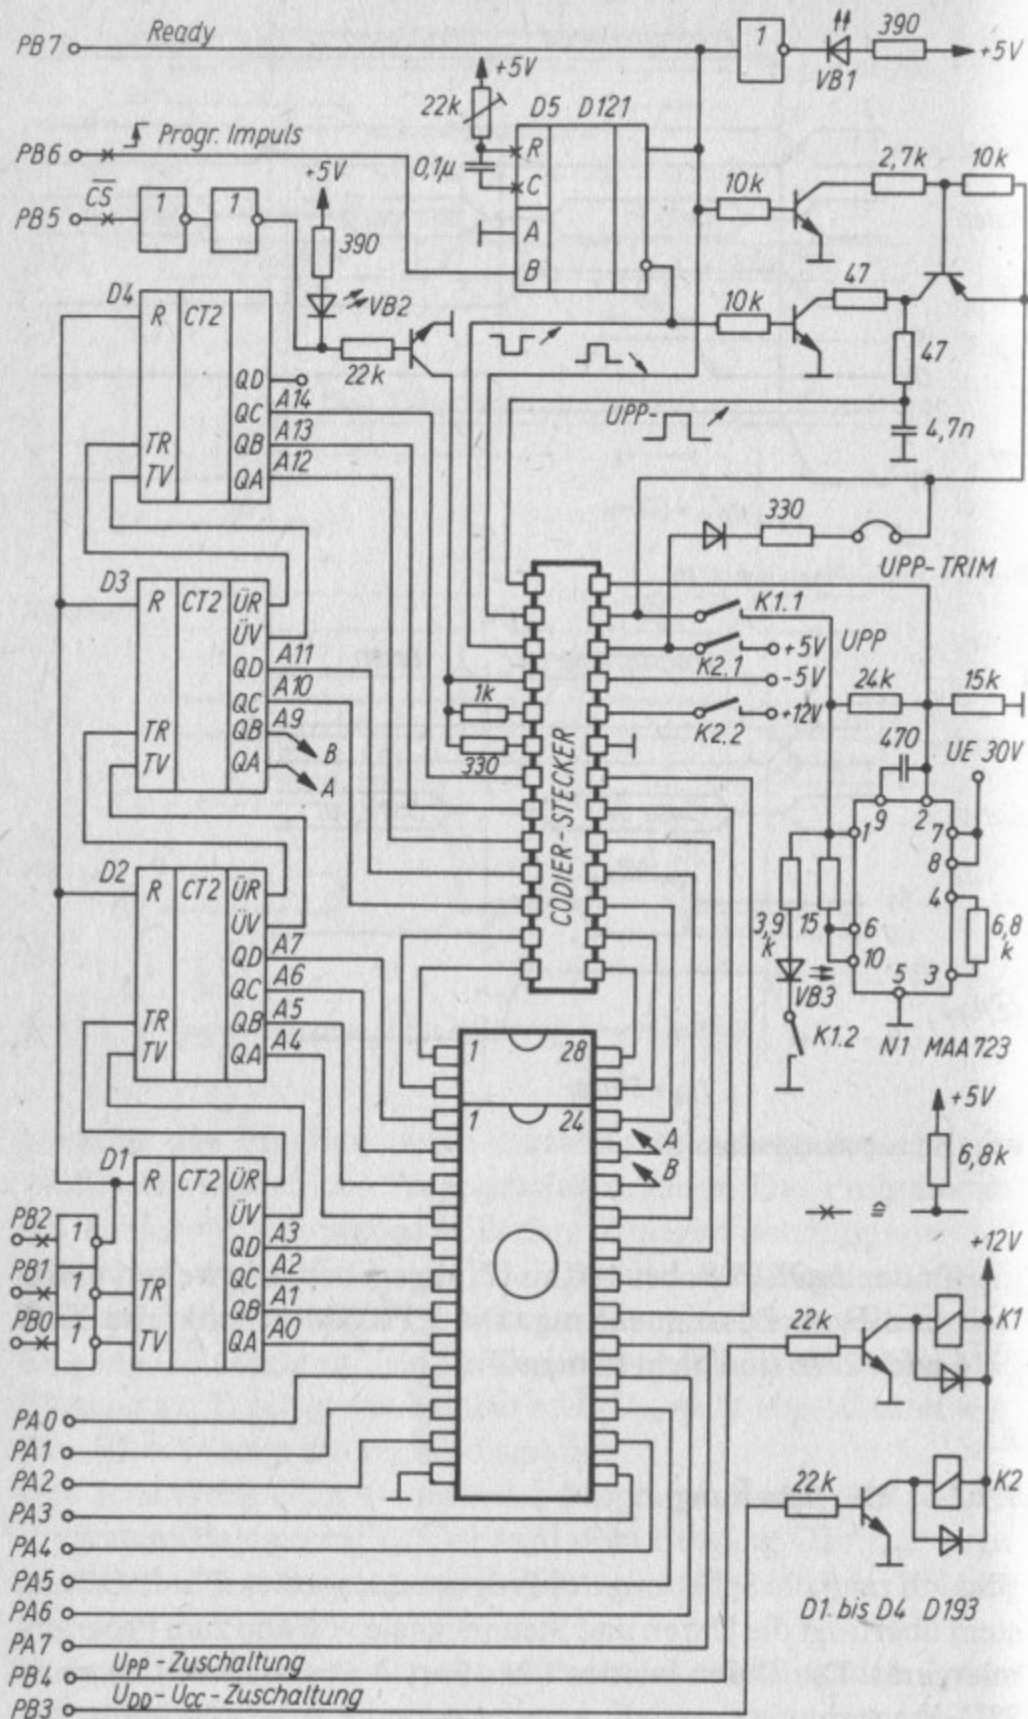 PB7
Ready
1
VB1
390
+5V
+5V
22k
D5 D121
R
C
A
B
0,1µ
PB6
Progr. Impuls
PB5
CS
1
1
+5V
390
VB2
22k
10k
2,7k
10k
47
10k
47
4,7n
UPP-
D4
R CT2
QD
QC A14
QB A13
QA A12
TR
TV
330
UPP-TRIM
D3
R CT2 ÜR
ÜV
QD A11
QC A10
QB A9
QA
TR
TV
B
A
1k
330
CODIER-STECKER
K1.1
K2.1
+5V
UPP
-5V
K2.2
+12V
24k
15k
470
UE 30V
9 2
1 7
8
4
6
10 5 3
6,8k
3,9k
15
VB3
K1.2
N1 MAA723
D2
R CT2 ÜR
ÜV
QD A7
QC A6
QB A5
QA A4
TR
TV
1 28
1 24
A
B
+5V
6,8k
≙
D1
R CT2 ÜR
ÜV
QD A3
QC A2
QB A1
QA A0
TR
TV
PB2
1
PB1
1
PB0
1
+12V
22k
K1
22k
K2
D1 bis D4 D193
PA0
PA1
PA2
PA3
PA4
PA5
PA6
PA7
PB4
UPP-Zuschaltung
PB3
UDD-UCC-Zuschaltung